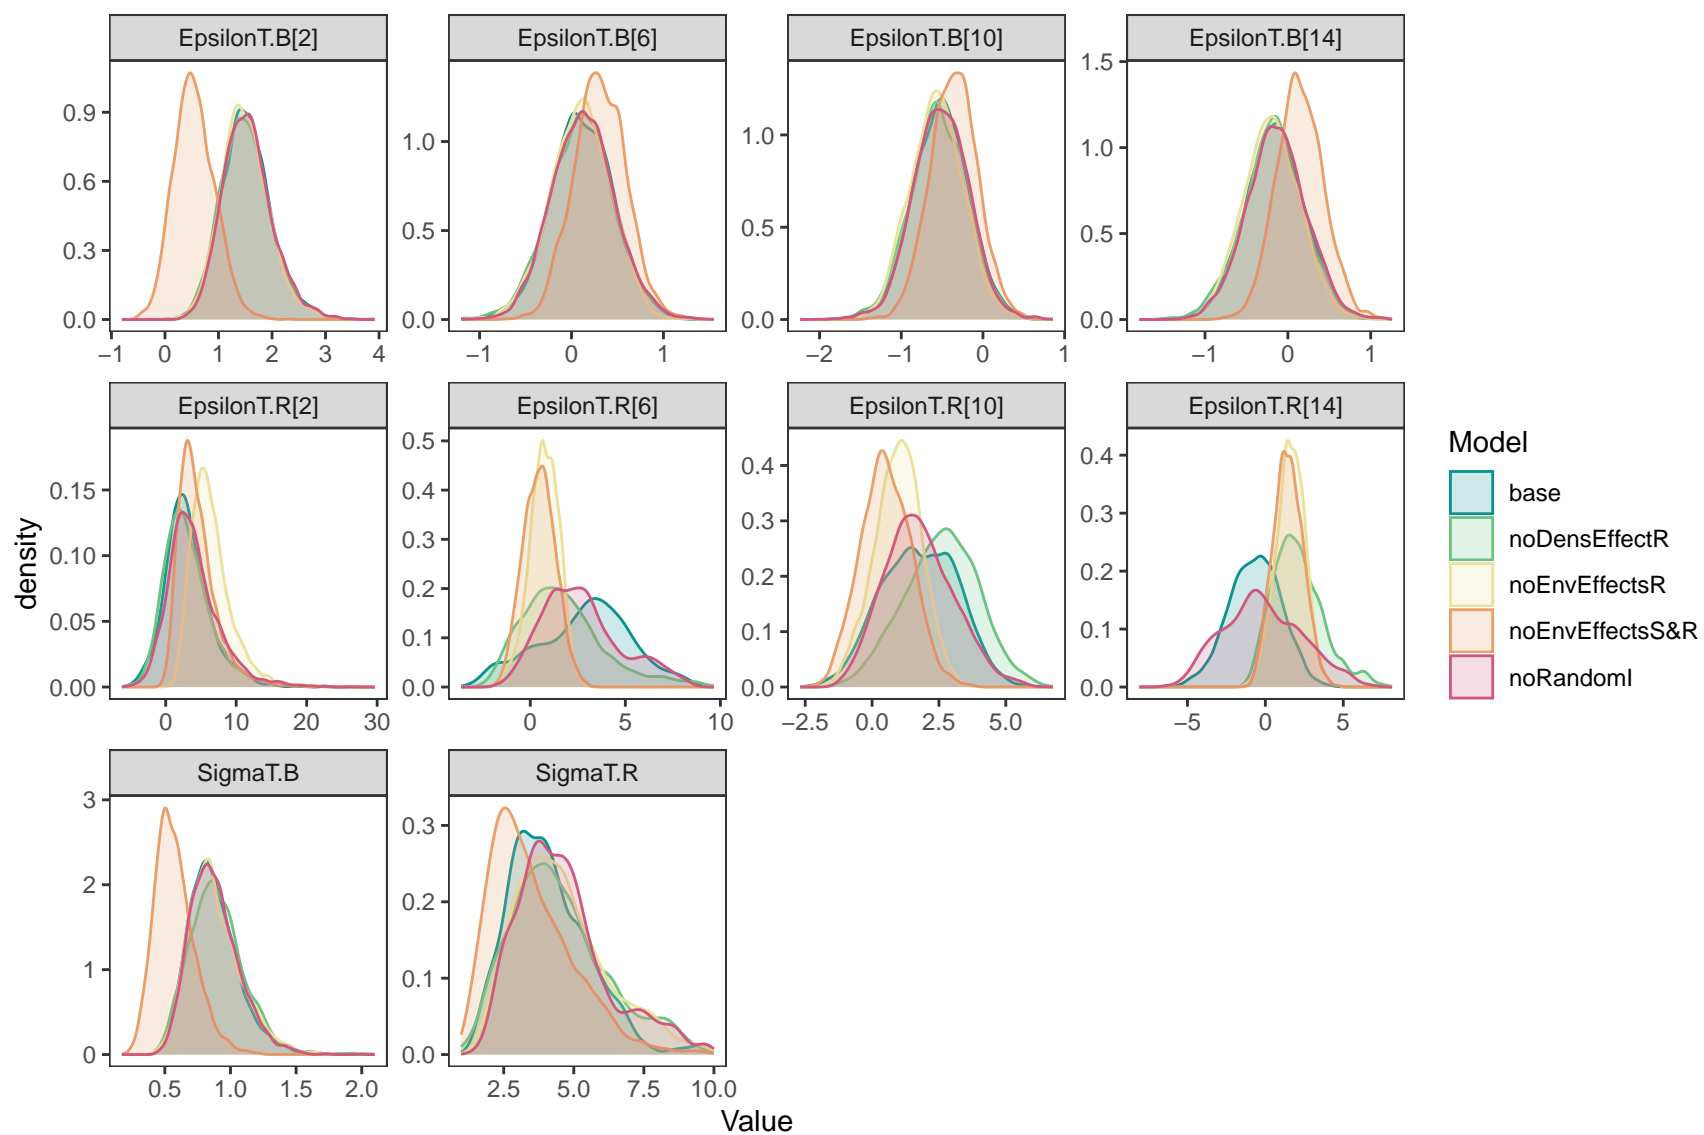 EpsilonT.B[2] EpsilonT.B[6] EpsilonT.B[10] EpsilonT.B[14]
0.9 0.6 0.3 0.0
−1 0 1 2 3 4
1.0 0.5 0.0
−1 0 1
1.0 0.5 0.0
−2 −1 0 1
1.5 1.0 0.5 0.0
−1 0 1
EpsilonT.R[2] EpsilonT.R[6] EpsilonT.R[10] EpsilonT.R[14]
0.15 0.10 0.05 0.00
0 10 20 30
0.5 0.4 0.3 0.2 0.1 0.0
0 5 10
0.4 0.3 0.2 0.1 0.0
−2.5 0.0 2.5 5.0
0.4 0.3 0.2 0.1 0.0
−5 0 5
SigmaT.B SigmaT.R
3 2 1 0
0.5 1.0 1.5 2.0
0.3 0.2 0.1 0.0
2.5 5.0 7.5 10.0
density
Value
Model
base
noDensEffectR
noEnvEffectsR
noEnvEffectsS&R
noRandomI